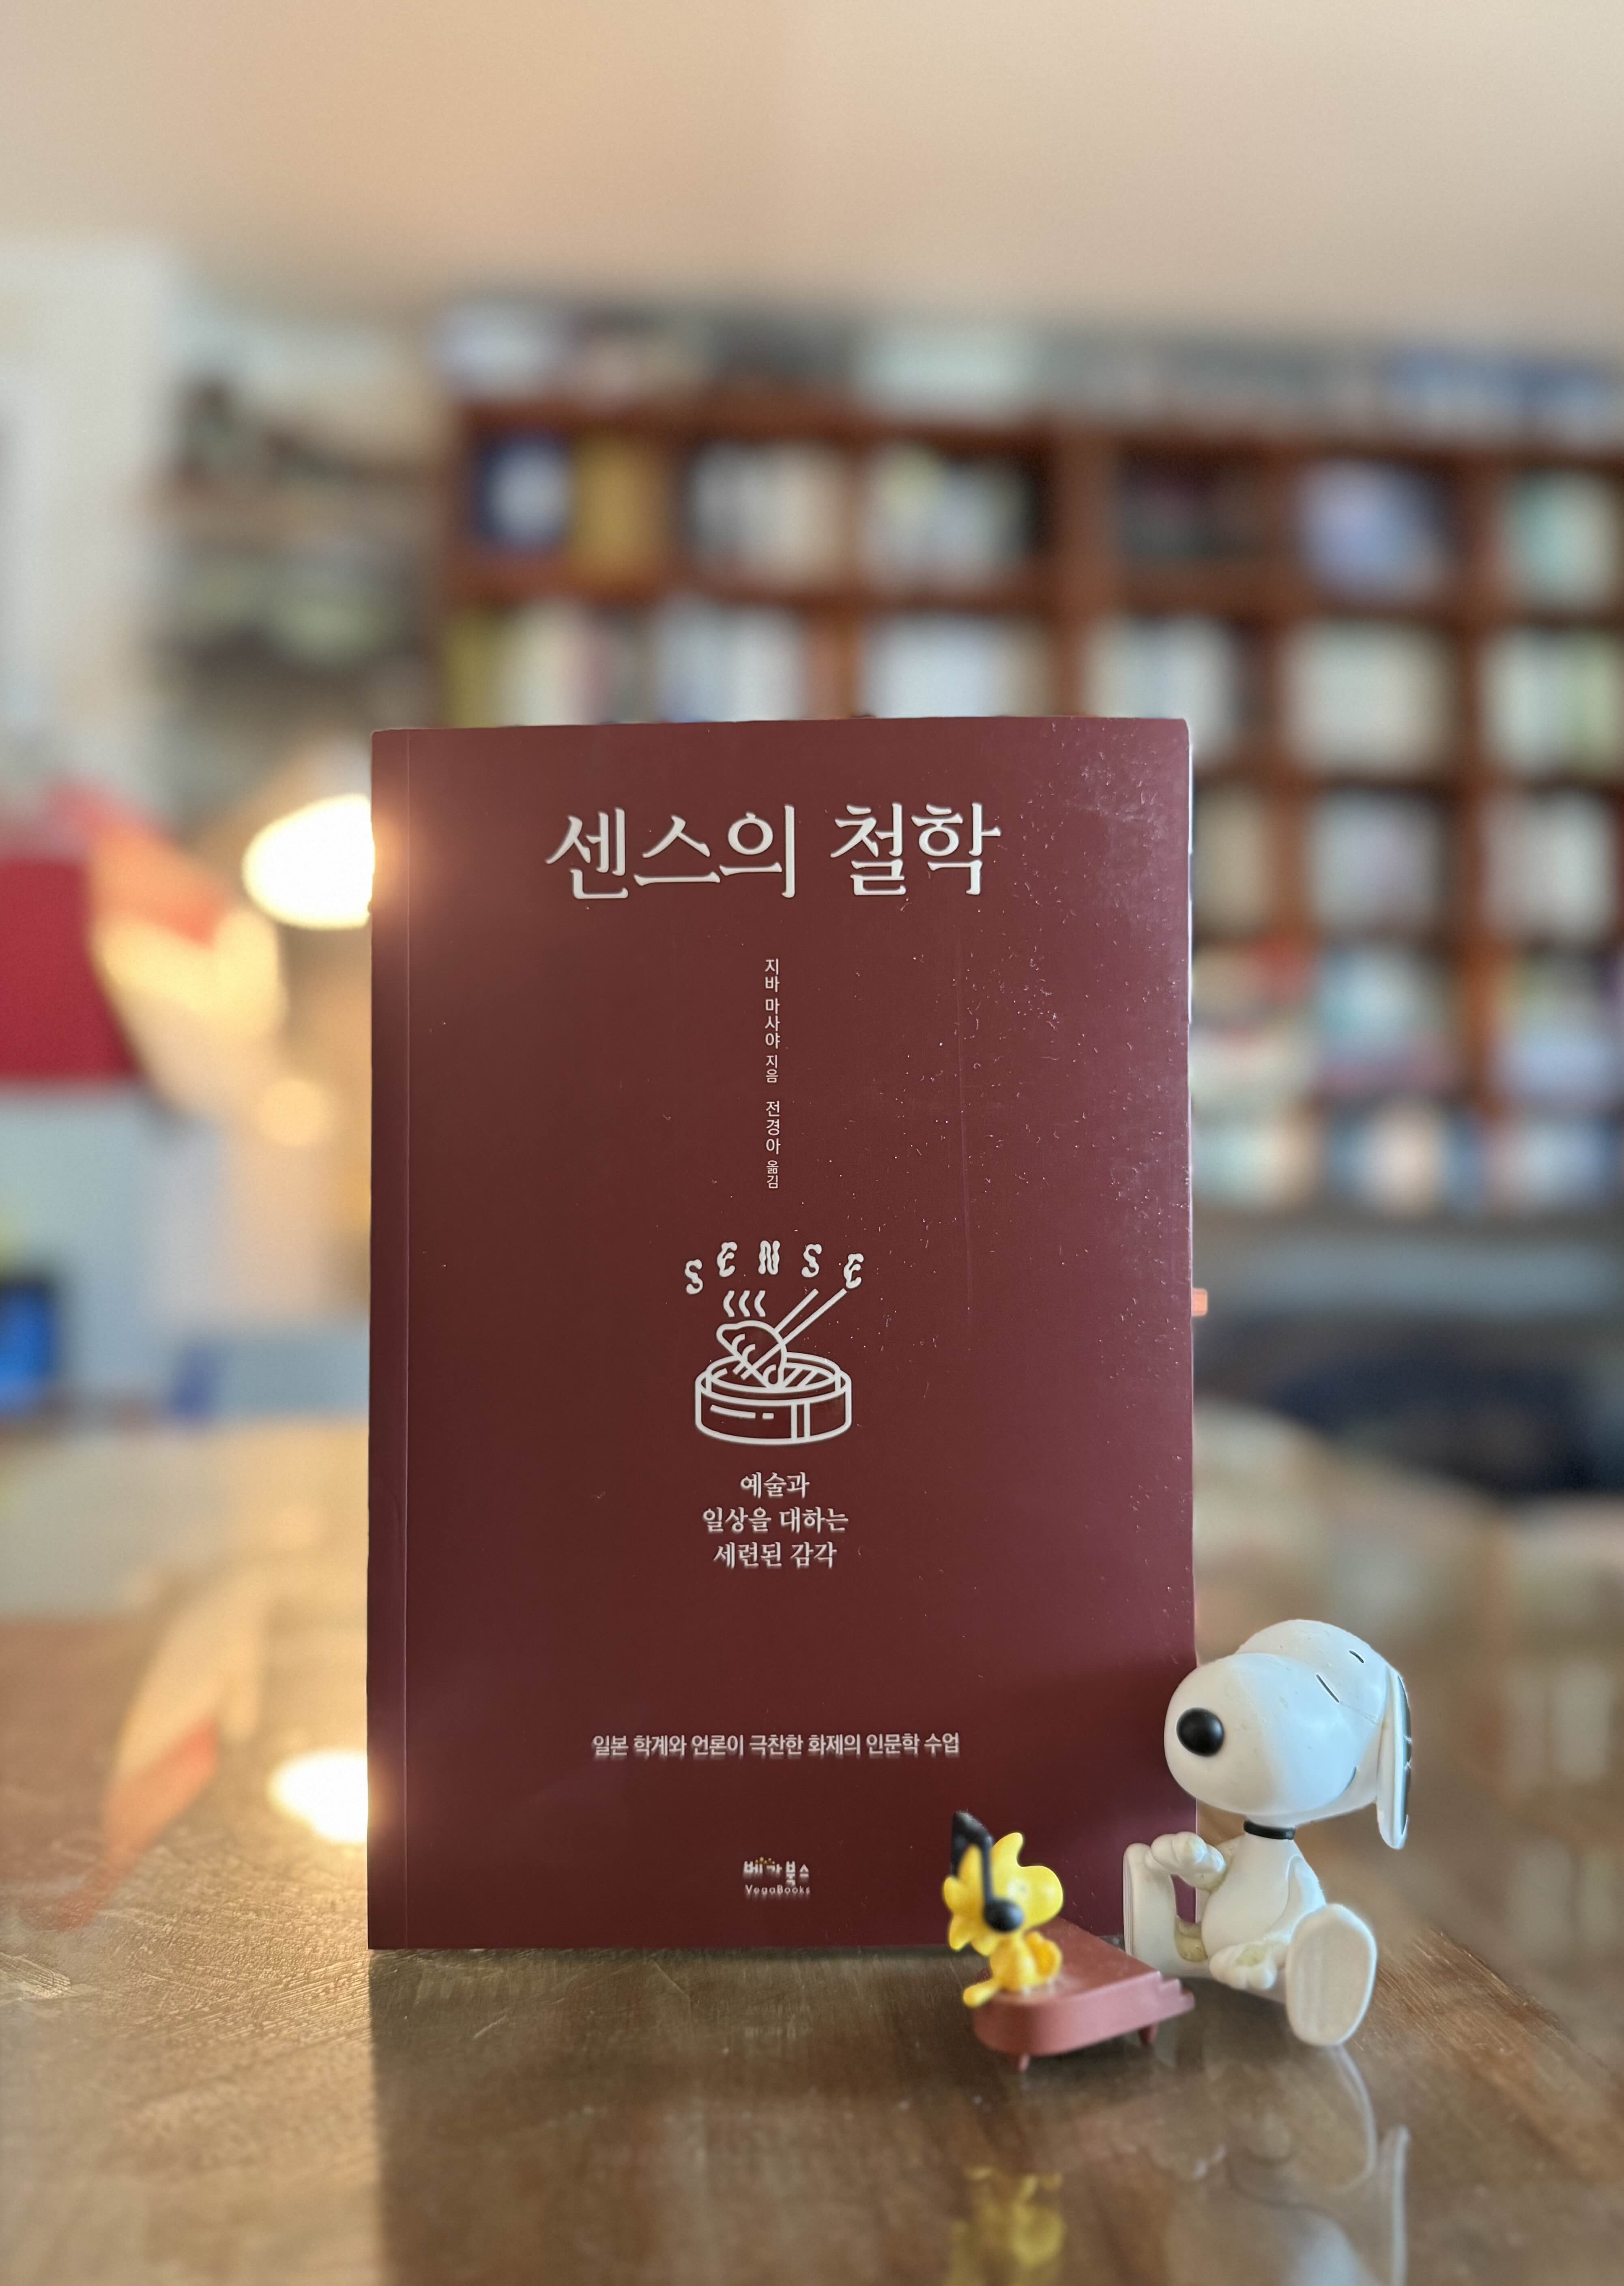 센스의 철학
지바 마사야 지음 전경아 옮김
SENSE
예술과
일상을 대하는
세련된 감각
일본 학계와 언론이 극찬한 화제의 인문학 수업
베가북스
VegaBooks